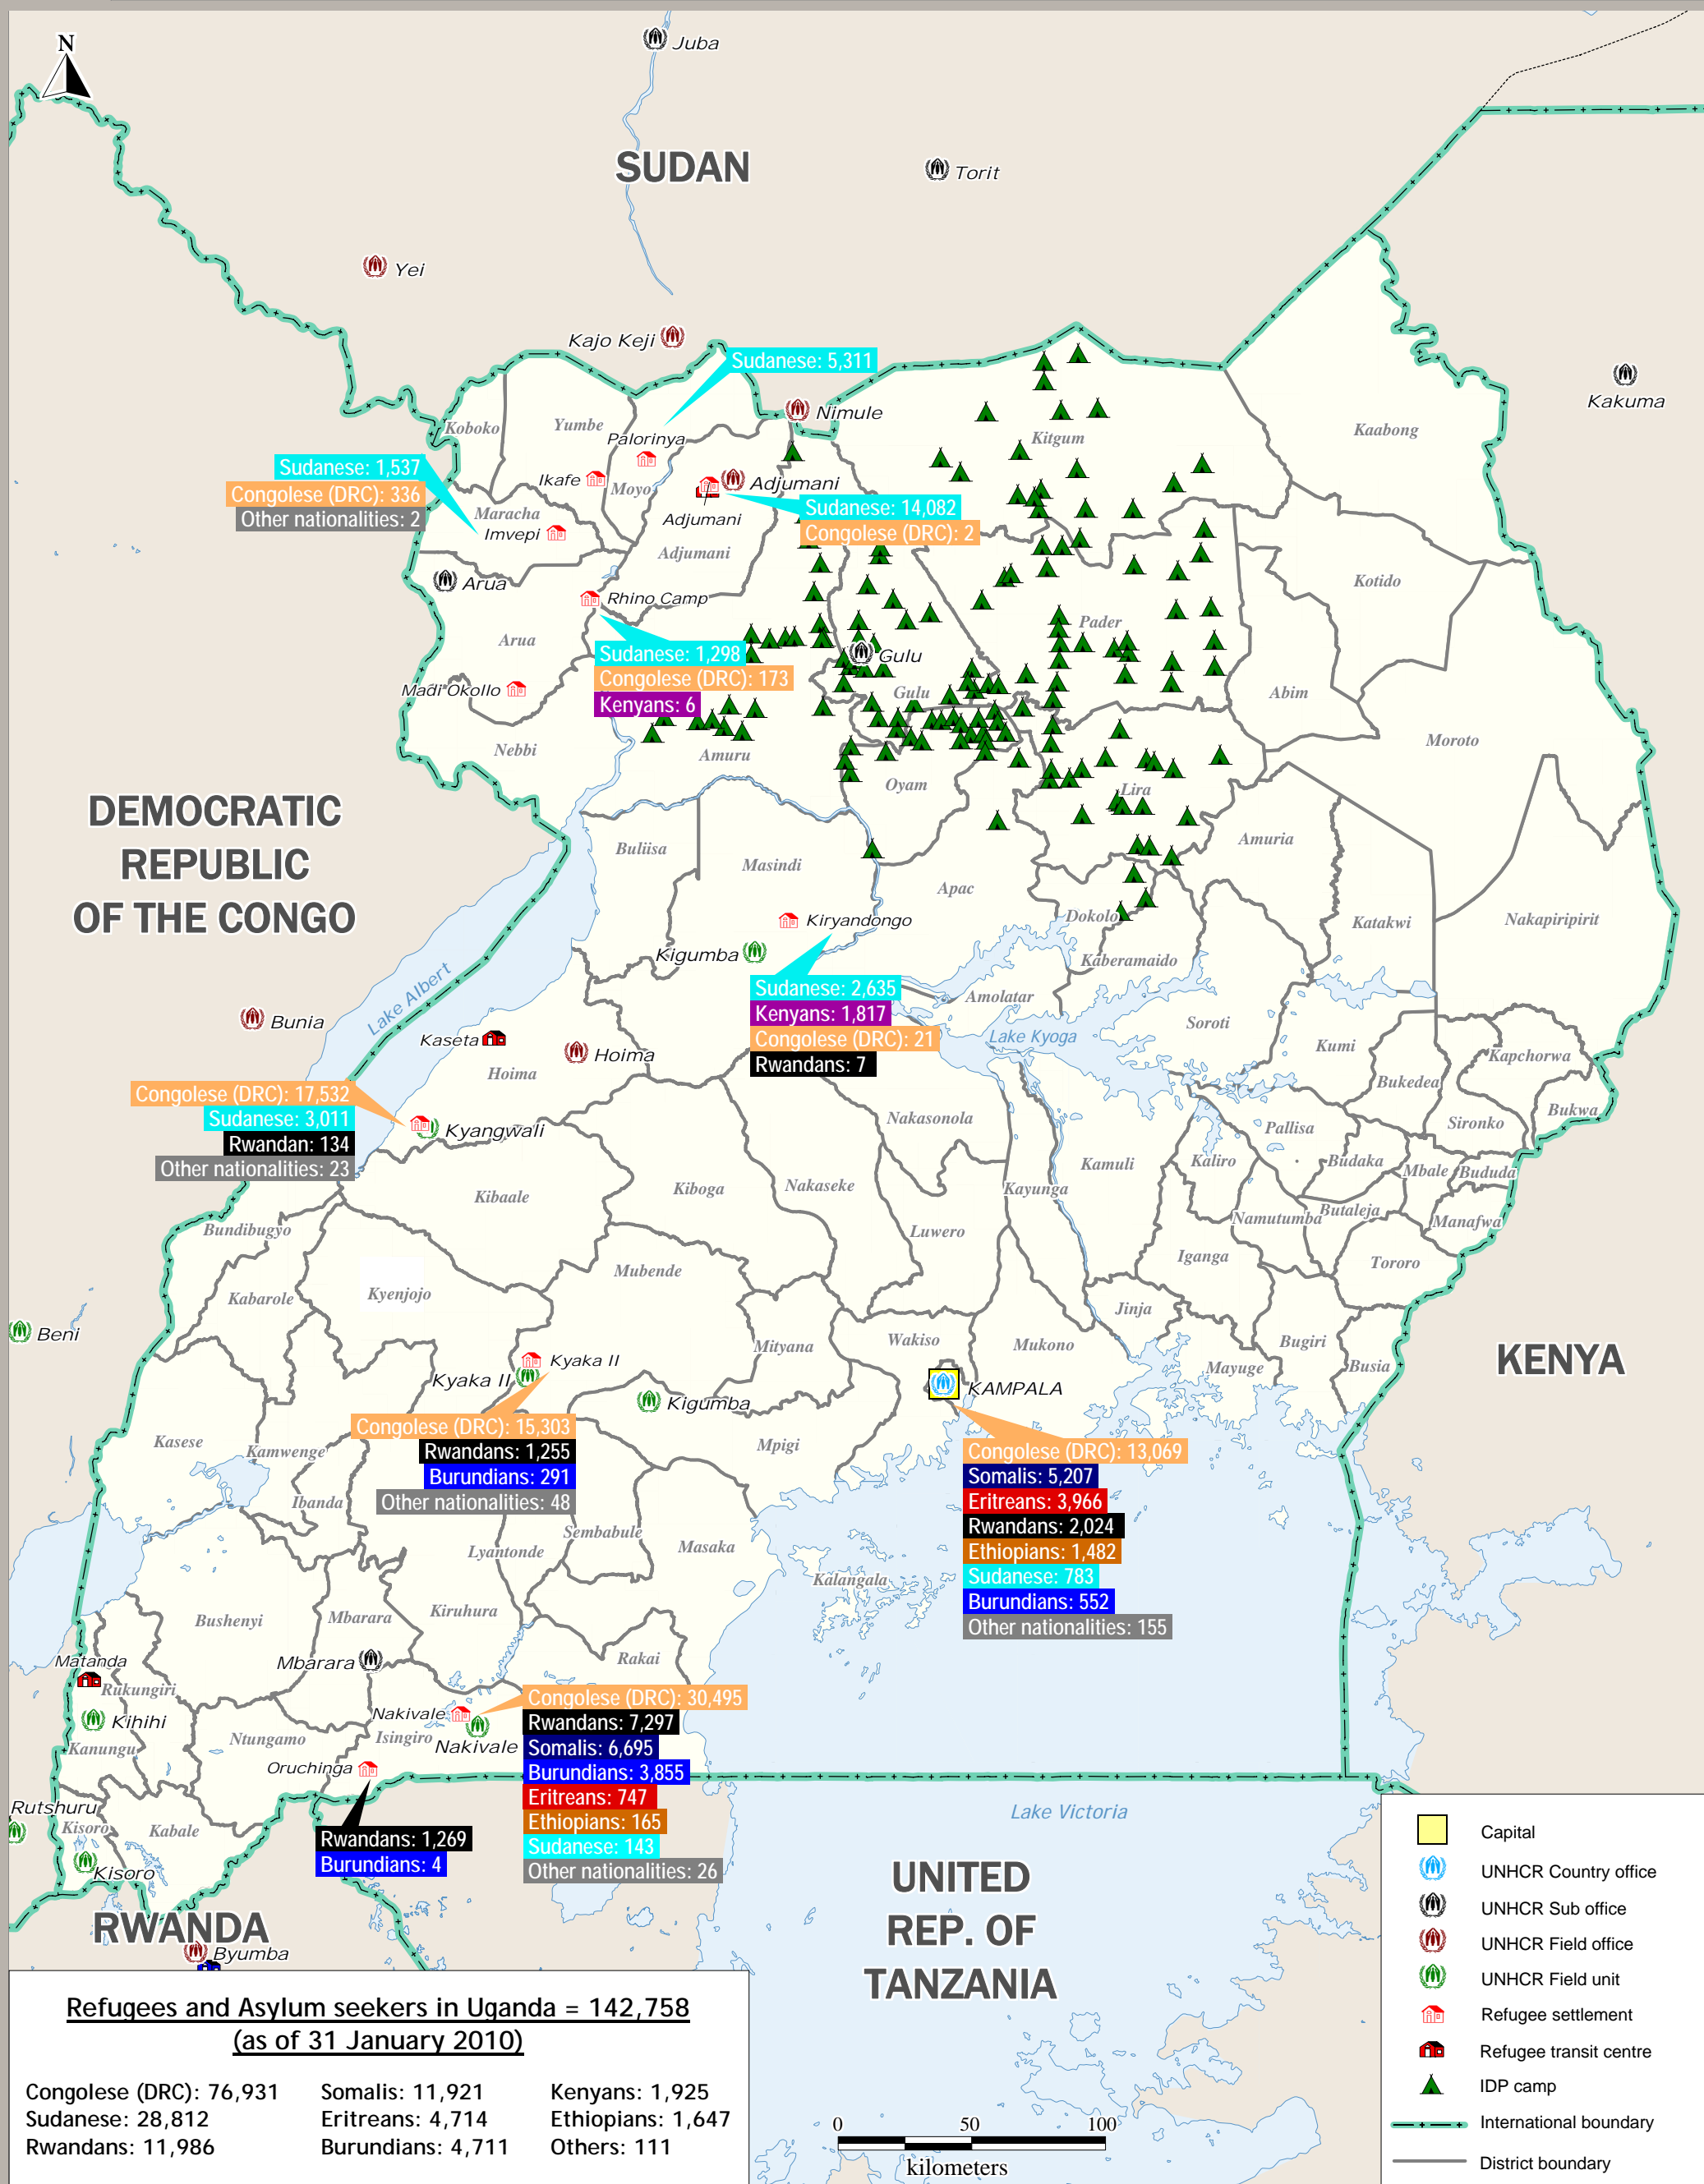 N
Juba
SUDAN
Torit
Yei
Kajo Keji
Sudanese: 5,311
Kakuma
Nimule
Koboko
Yumbe
Palorinya
Kitgum
Kaabong
Sudanese: 1,537
Congolese (DRC): 336
Other nationalities: 2
Ikafe
Moyo
Adjumani
Adjumani
Sudanese: 14,082
Congolese (DRC): 2
Maracha
Imvepi
Adjumani
Arua
Kotido
Rhino Camp
Arua
Pader
Sudanese: 1,298
Congolese (DRC): 173
Kenyans: 6
Gulu
Madi Okollo
Gulu
Abim
Nebbi
Amuru
Moroto
Oyam
Lira
DEMOCRATIC
REPUBLIC
OF THE CONGO
Buliisa
Masindi
Amuria
Apac
Dokolo
Katakwi
Nakapiripirit
Kiryandongo
Kigumba
Kaberamaido
Sudanese: 2,635
Kenyans: 1,817
Congolese (DRC): 21
Rwandans: 7
Amolatar
Lake Albert
Bunia
Kaseta
Hoima
Hoima
Lake Kyoga
Soroti
Kumi
Kapchorwa
Bukedea
Congolese (DRC): 17,532
Sudanese: 3,011
Rwandan: 134
Other nationalities: 23
Kyangwali
Nakasonola
Pallisa
Sironko
Bukwa
Kibaale
Kiboga
Nakaseke
Kayunga
Kamuli
Kaliro
Budaka
Mbale
Bududa
Bundibugyo
Luwero
Namutumba
Butaleja
Manafwa
Iganga
Tororo
Kabarole
Kyenjojo
Mubende
Jinja
Beni
Mityana
Wakiso
Mukono
Bugiri
Mayuge
Busia
KENYA
Kyaka II
Kyaka II
Kigumba
KAMPALA
Congolese (DRC): 15,303
Rwandans: 1,255
Burundians: 291
Other nationalities: 48
Kasese
Kamwenge
Mpigi
Congolese (DRC): 13,069
Somalis: 5,207
Eritreans: 3,966
Rwandans: 2,024
Ethiopians: 1,482
Sudanese: 783
Burundians: 552
Other nationalities: 155
Ibanda
Sembabule
Lyantonde
Masaka
Kalangala
Bushenyi
Mbarara
Kiruhura
Matanda
Mbarara
Rakai
Rukungiri
Kihihi
Nakivale
Congolese (DRC): 30,495
Rwandans: 7,297
Somalis: 6,695
Burundians: 3,855
Eritreans: 747
Ethiopians: 165
Sudanese: 143
Other nationalities: 26
Kanungu
Ntungamo
Isingiro
Nakivale
Oruchinga
Rutshuru
Kisoro
Kabale
Rwandans: 1,269
Burundians: 4
Kisoro
Lake Victoria
UNITED
REP. OF
TANZANIA
RWANDA
Byumba
Refugees and Asylum seekers in Uganda = 142,758
(as of 31 January 2010)
Congolese (DRC): 76,931 Somalis: 11,921 Kenyans: 1,925
Sudanese: 28,812 Eritreans: 4,714 Ethiopians: 1,647
Rwandans: 11,986 Burundians: 4,711 Others: 111
0 50 100
kilometers
Capital
UNHCR Country office
UNHCR Sub office
UNHCR Field office
UNHCR Field unit
Refugee settlement
Refugee transit centre
IDP camp
International boundary
District boundary